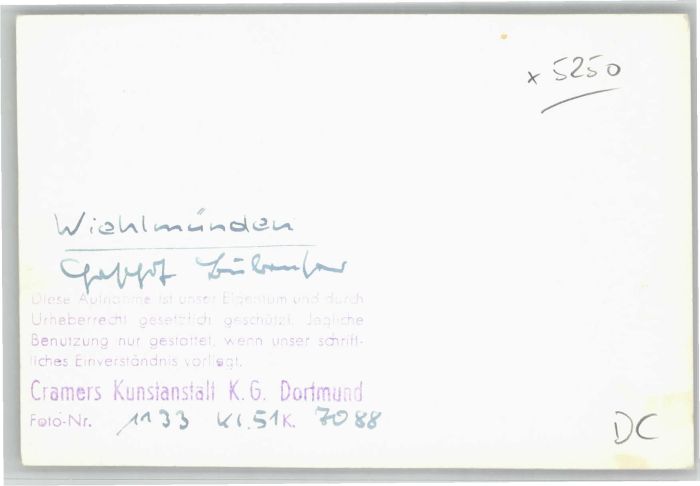 x 5250
Wiehlmünden
Gasthof
Diese Aufnahme ist unser Eigentum und durch
Urheberrecht gesetzlich geschützt. Jegliche
Benutzung nur gestattet, wenn unser schrift-
liches Einverständnis vorliegt.
Cramers Kunstanstalt K.G. Dortmund
Foto-Nr. 1133 VI.51 K. 7088
DC